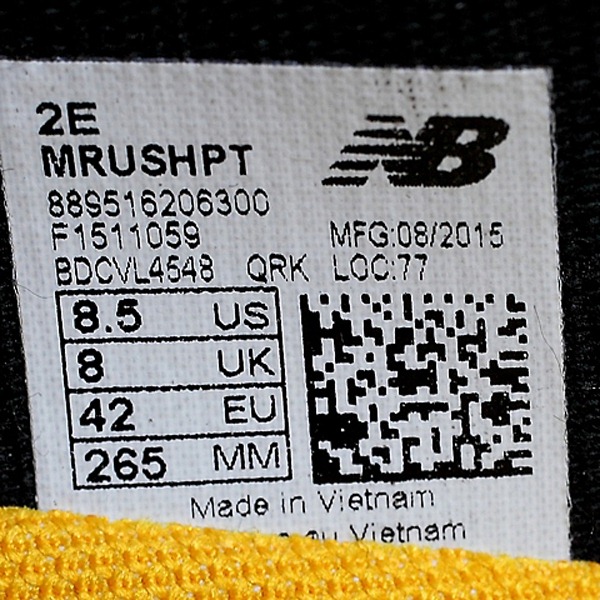 2E
NB
MRUSHPT
889516206300
F1511059 MFG:08/2015
BDCVL4548 QRK LOC:77
8.5 US
8 UK
42 EU
265 MM
Made in Vietnam
Vietnam